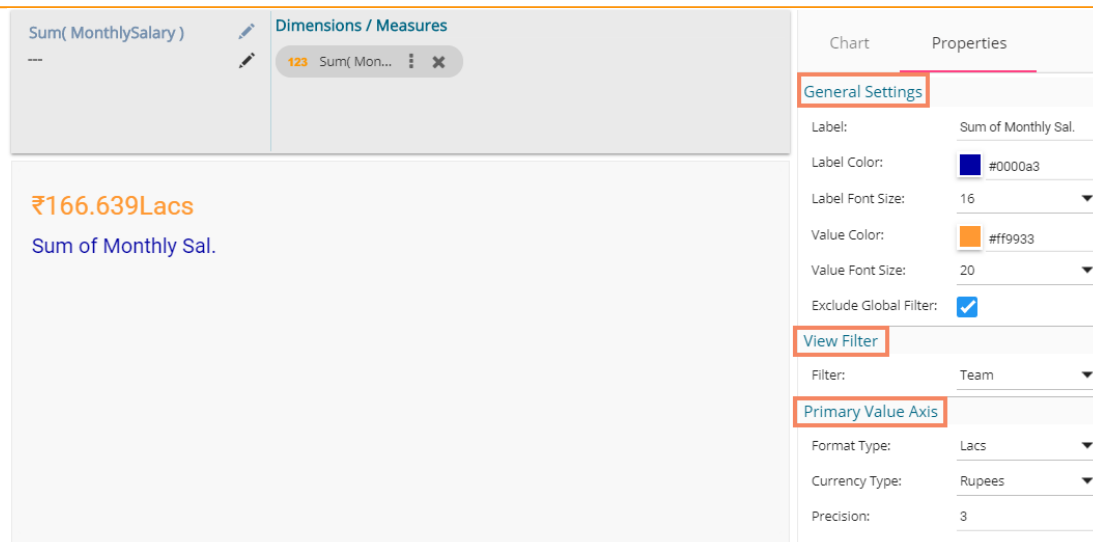 Sum( MonthlySalary )
---
Dimensions / Measures
123 Sum( Mon...
₹166.639Lacs
Sum of Monthly Sal.
Chart Properties
General Settings
Label: Sum of Monthly Sal.
Label Color: #0000a3
Label Font Size: 16
Value Color: #ff9933
Value Font Size: 20
Exclude Global Filter:
View Filter
Filter: Team
Primary Value Axis
Format Type: Lacs
Currency Type: Rupees
Precision: 3